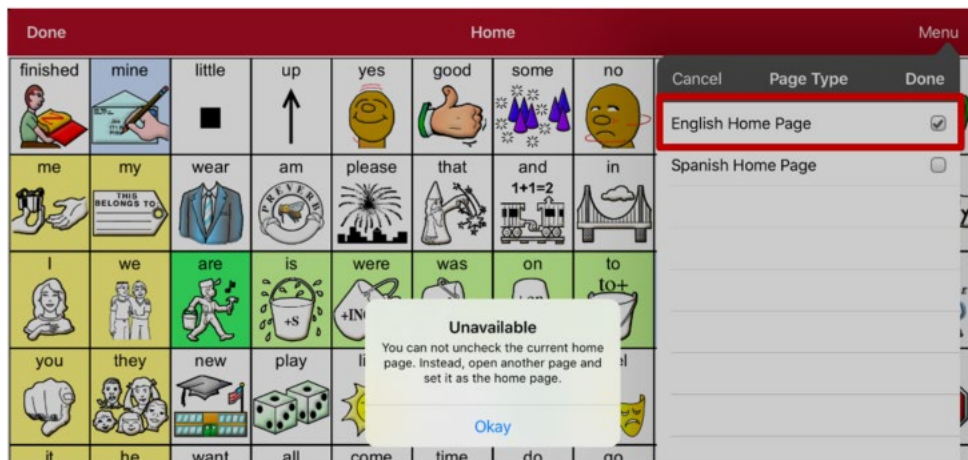 Done Home Menu
finished mine little up yes good some no
Cancel Page Type Done
English Home Page
me my wear am please that and in
Spanish Home Page
THIS
BELONGS TO
PREVERB
1+1=2
I we are is were was on to
to+
+S
Unavailable
You can not uncheck the current home
page. Instead, open another page and
set it as the home page.
Okay
you they new play
it he want all come time do go